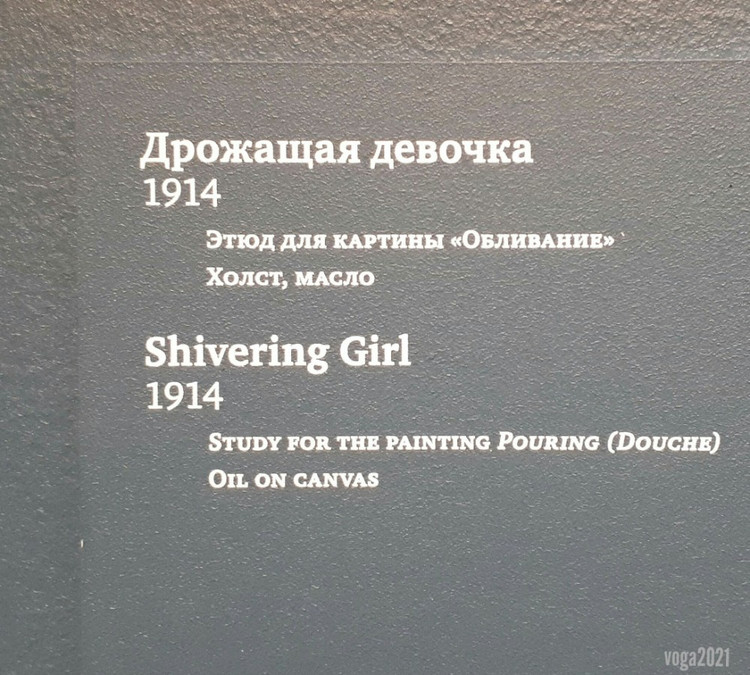 Дрожащая девочка
1914
Этюд для картины «Обливание»
Холст, масло
Shivering Girl
1914
Study for the painting Pouring (Douche)
Oil on canvas
voga2021